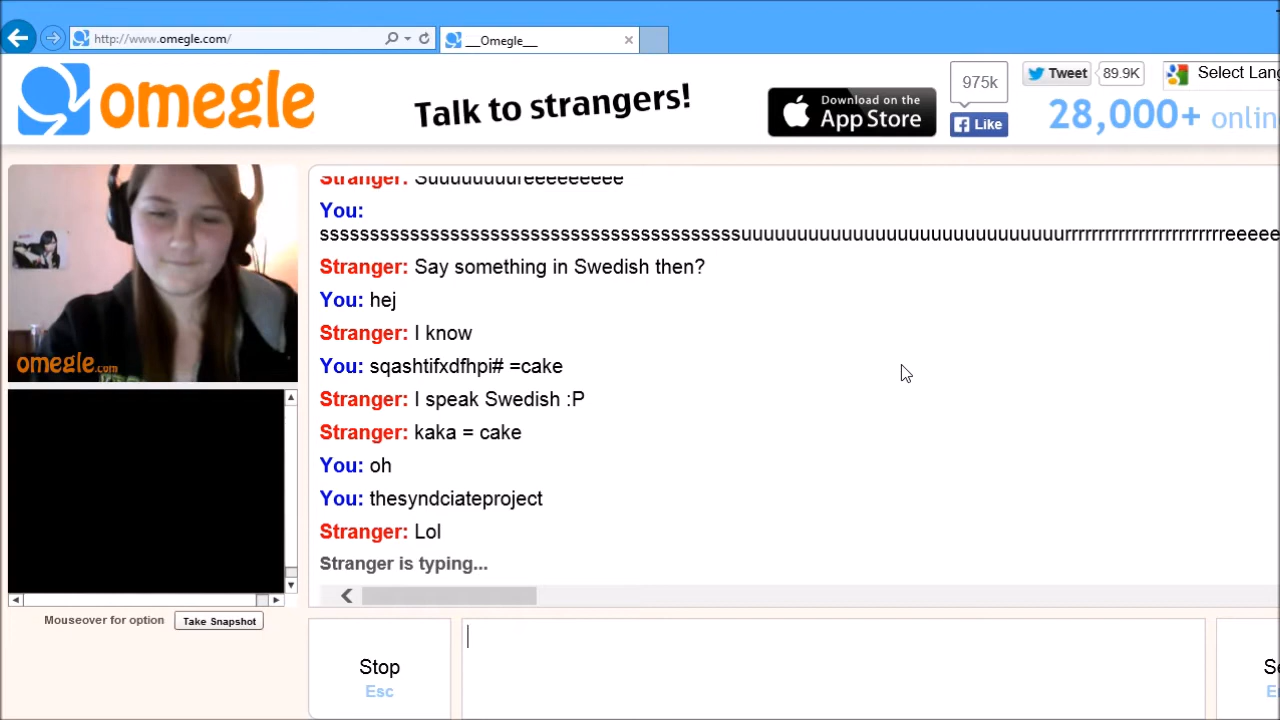 http://www.omegle.com/
__Omegle__
omegle
Talk to strangers!
Download on the
App Store
975k
Like
Tweet
89.9K
Select Lang
28,000+ onlin
Stranger: Suuuuuuuureeeeeeeee
You:
Stranger: Say something in Swedish then?
You: hej
Stranger: I know
You: sqashtifxdfhpi# =cake
Stranger: I speak Swedish :P
Stranger: kaka = cake
You: oh
You: thesyndciateproject
Stranger: Lol
Stranger is typing...
omegle.com
Mouseover for option
Take Snapshot
Stop
Esc
Se
E